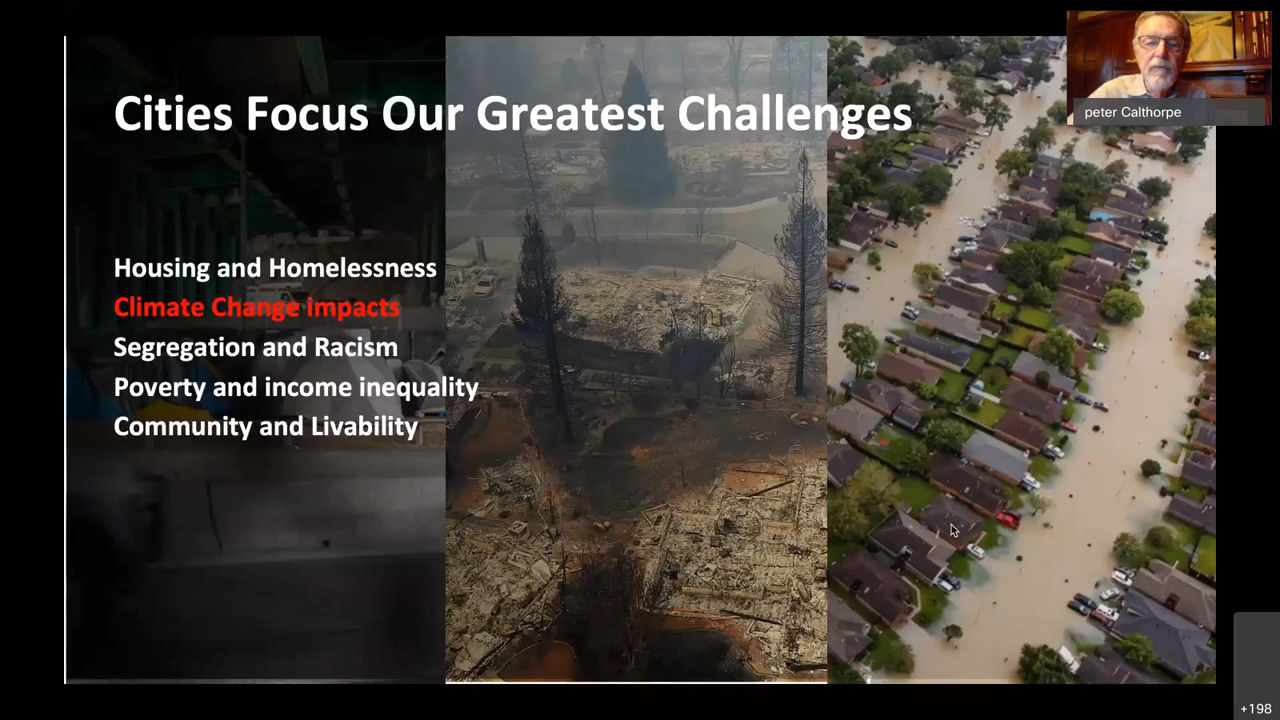 Cities Focus Our Greatest Challenges
peter Calthorpe
Housing and Homelessness
Climate Change impacts
Segregation and Racism
Poverty and income inequality
Community and Livability
+198